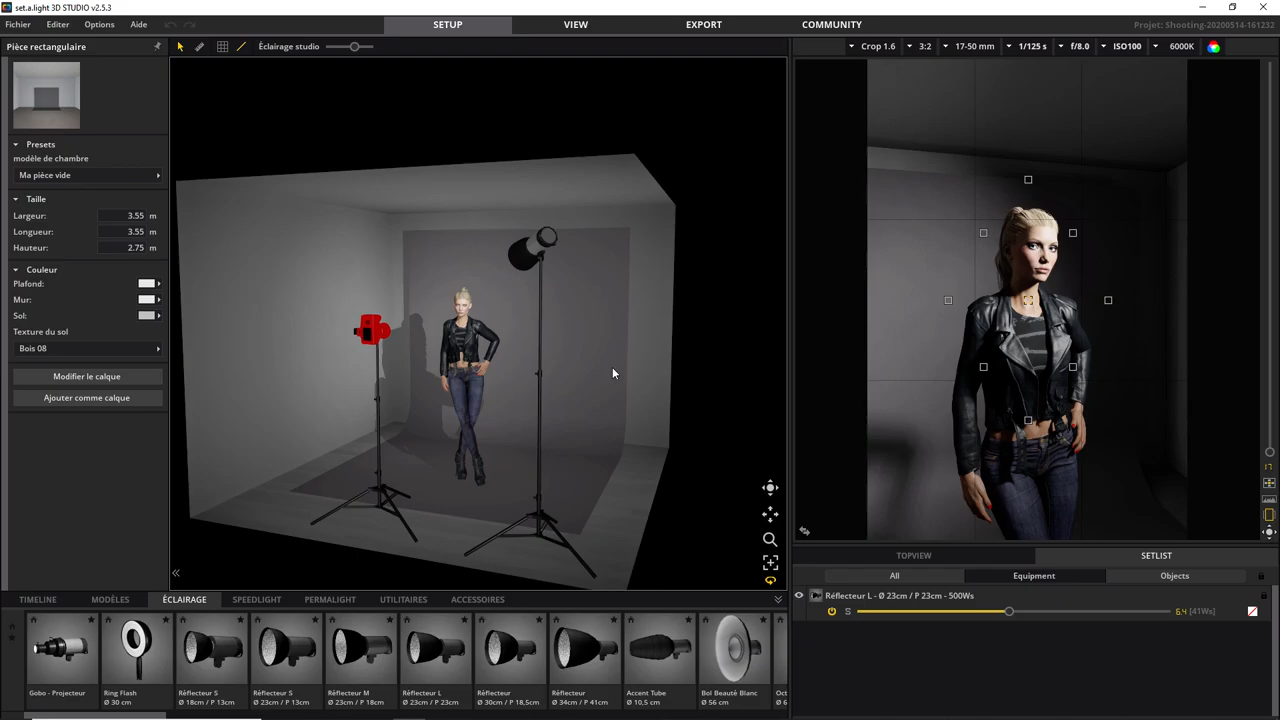 set.a.light 3D STUDIO v2.5.3
Fichier Editer Options Aide SETUP VIEW EXPORT COMMUNITY Projet: Shooting-20200514-161232
Pièce rectangulaire Éclairage studio Crop 1.6 3:2 17-50 mm 1/125 s f/8.0 ISO100 6000K
Presets
modèle de chambre
Ma pièce vide
Taille
Largeur: 3.55 m
Longueur: 3.55 m
Hauteur: 2.75 m
Couleur
Plafond:
Mur:
Sol:
Texture du sol
Bois 08
Modifier le calque
Ajouter comme calque
17
TOPVIEW SETLIST
All Equipment Objects
Réflecteur L - Ø 23cm / P 23cm - 500Ws
S 6.4 [41Ws]
TIMELINE MODÈLES ÉCLAIRAGE SPEEDLIGHT PERMALIGHT ACCESSORIES
Gobo - Projecteur
Ring Flash
Ø 30 cm
Réflecteur S
Ø 18cm / P 13cm
Réflecteur S
Ø 23cm / P 13cm
Réflecteur M
Ø 23cm / P 18cm
Réflecteur L
Ø 23cm / P 23cm
Réflecteur
Ø 30cm / P 18,5cm
Réflecteur
Ø 34cm / P 41cm
Accent Tube
Ø 10,5 cm
Bol Beauté Blanc
Ø 56 cm
Oct